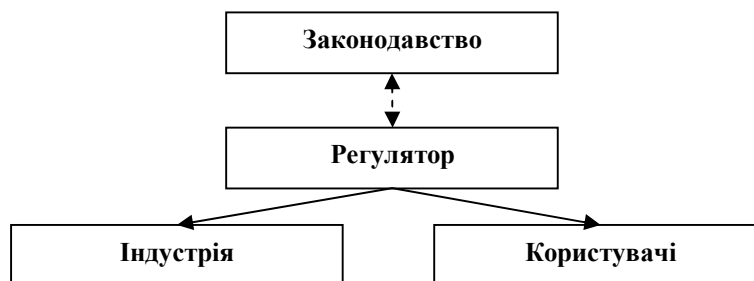 Законодавство
Регулятор
Індустрія
Користувачі